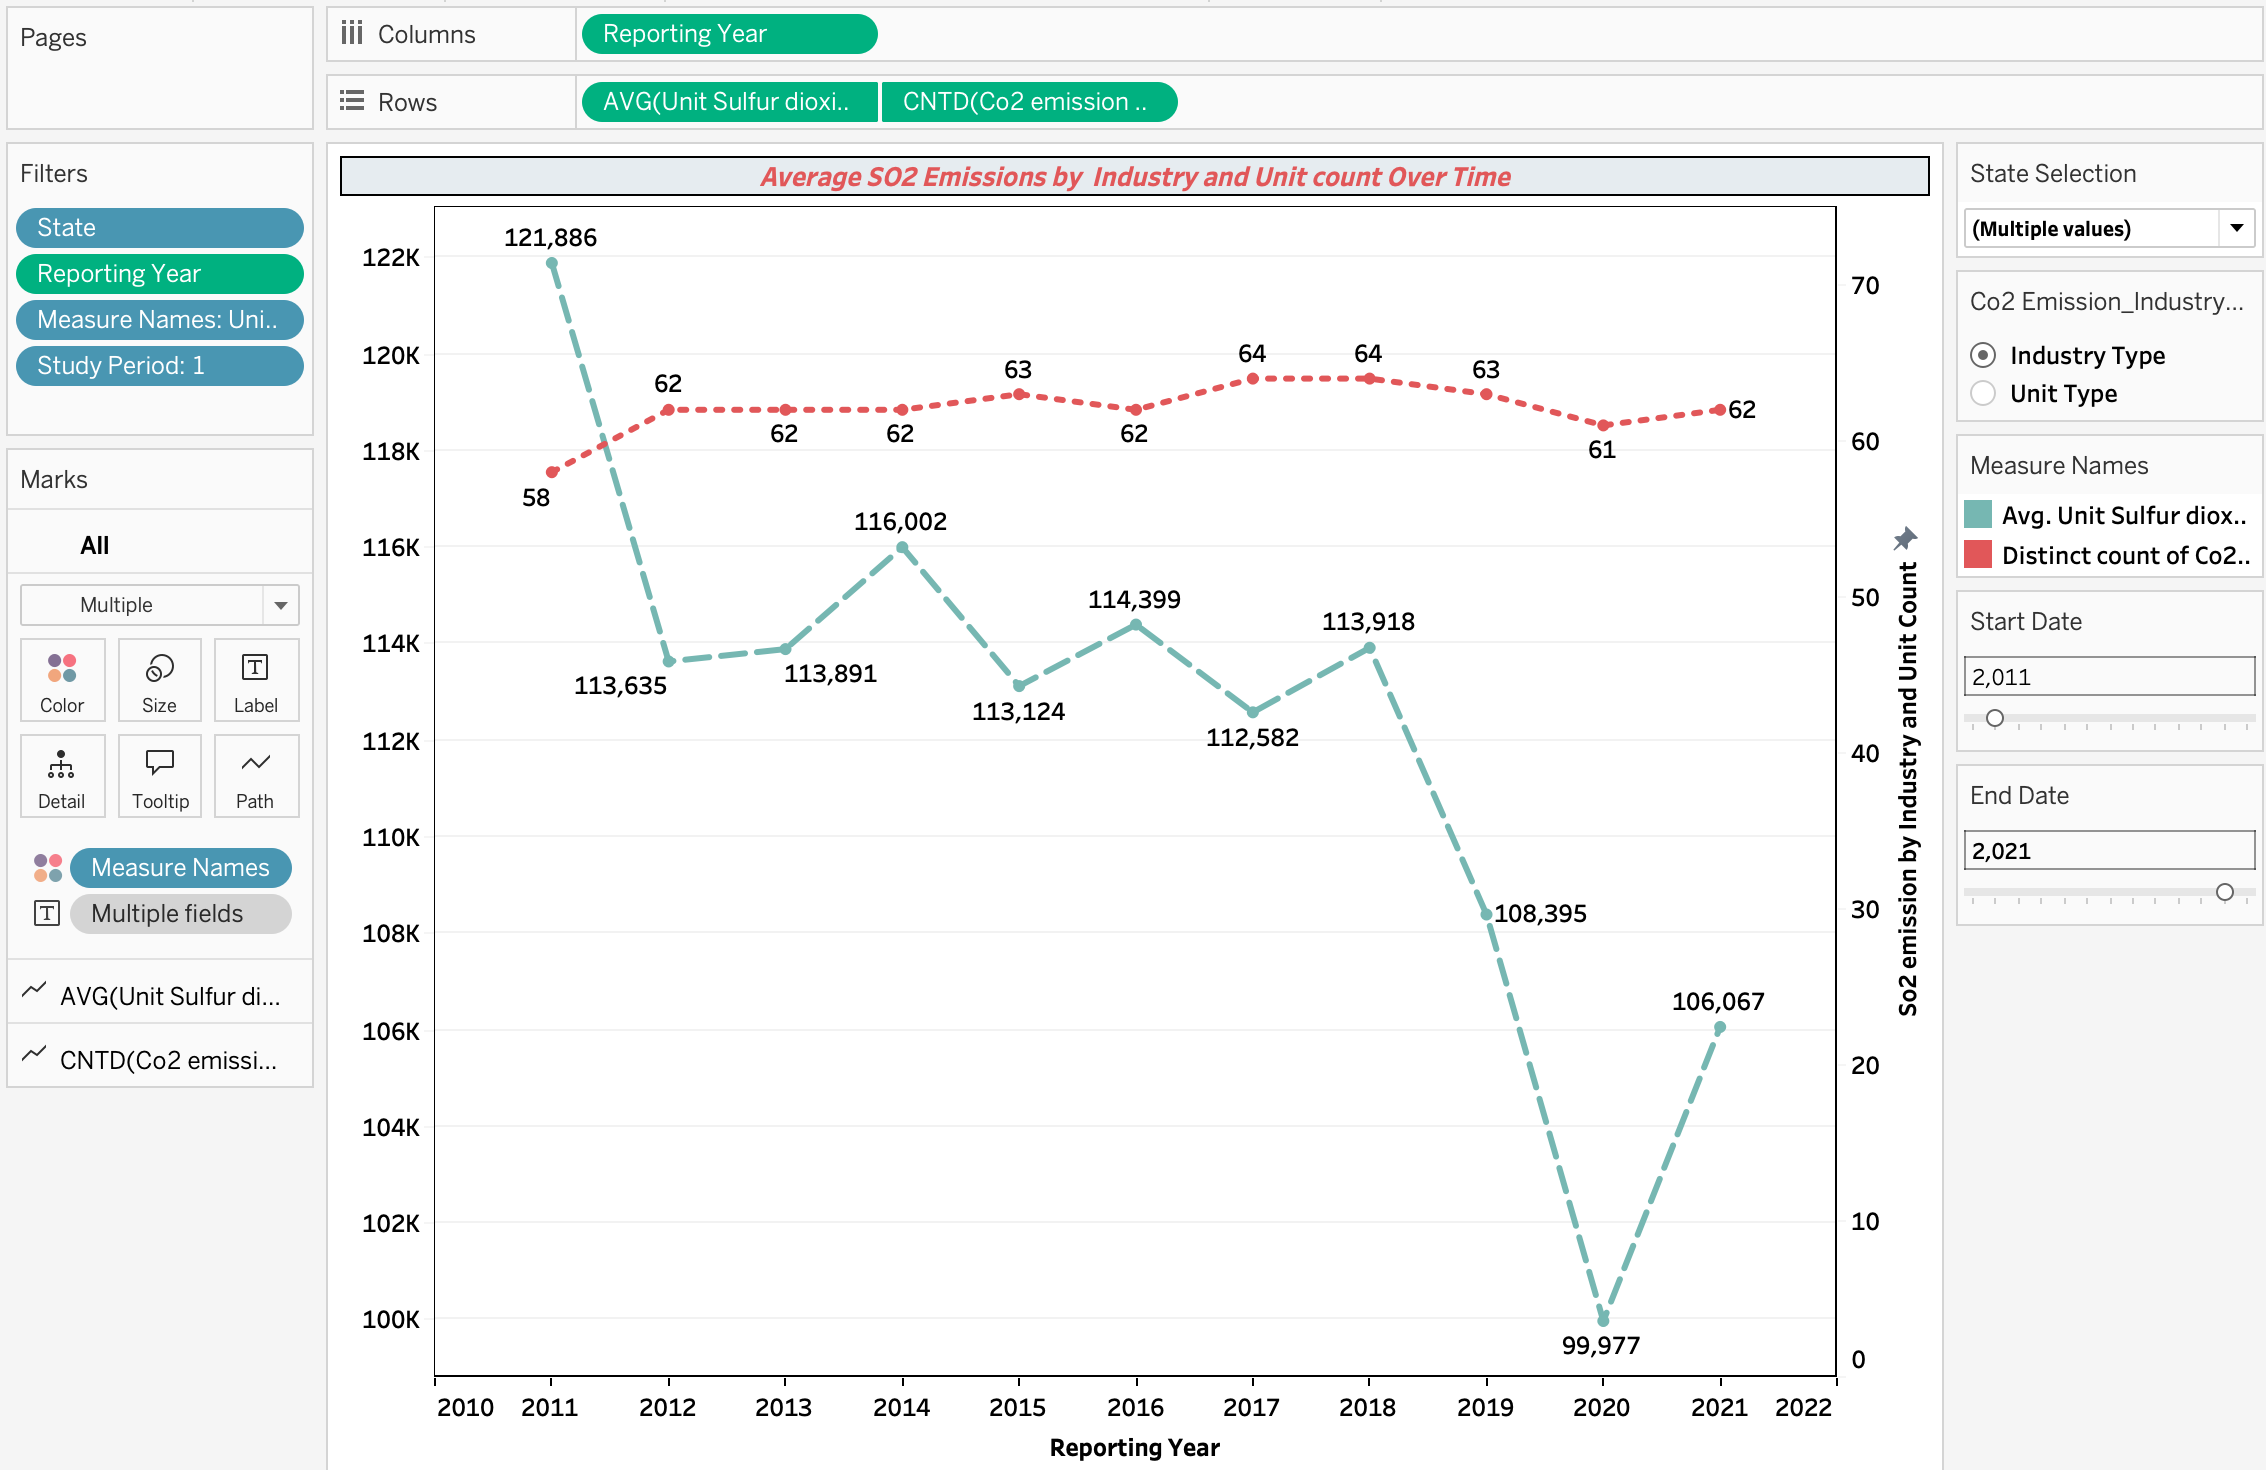 Pages
Columns
Reporting Year
Rows
AVG(Unit Sulfur dioxi..
CNTD(Co2 emission ..
Filters
State
Reporting Year
Measure Names: Uni..
Study Period: 1
Marks
All
Multiple
Color
Size
Label
Detail
Tooltip
Path
Measure Names
Multiple fields
AVG(Unit Sulfur di...
CNTD(Co2 emissi...
Average SO2 Emissions by Industry and Unit count Over Time
122K
120K
118K
116K
114K
112K
110K
108K
106K
104K
102K
100K
121,886
113,635
113,891
116,002
113,124
114,399
112,582
113,918
108,395
99,977
106,067
58
62
62
62
63
62
64
64
63
61
62
70
60
50
40
30
20
10
0
So2 emission by Industry and Unit Count
2010
2011
2012
2013
2014
2015
2016
2017
2018
2019
2020
2021
2022
Reporting Year
State Selection
(Multiple values)
Co2 Emission_Industry...
Industry Type
Unit Type
Measure Names
Avg. Unit Sulfur diox..
Distinct count of Co2..
Start Date
2,011
End Date
2,021